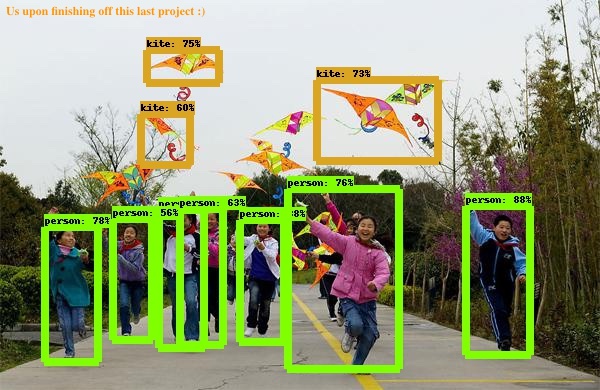 Us upon finishing off this last project :)
kite: 75%
kite: 73%
kite: 60%
person: 76%
person: 88%
person: 63%
person: 56%
person: 78%